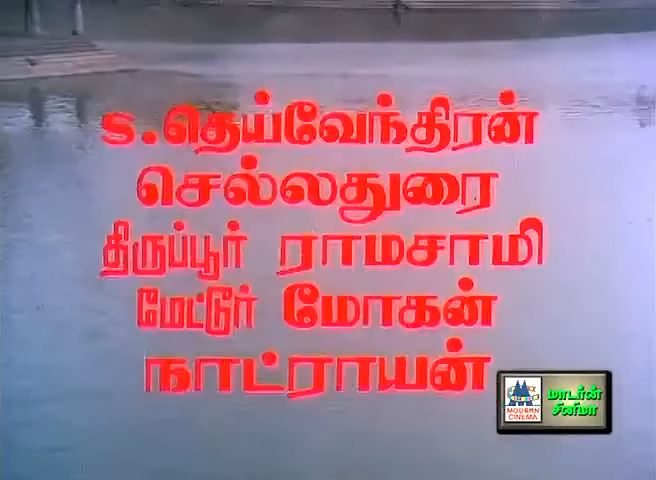 S.தெய்வேந்திரன்
செல்லதுரை
திருப்பூர் ராமசாமி
மேட்டூர் மோகன்
நாட்ராயன்
MODERN
CINEMA
மாடர்ன்
சினிமா